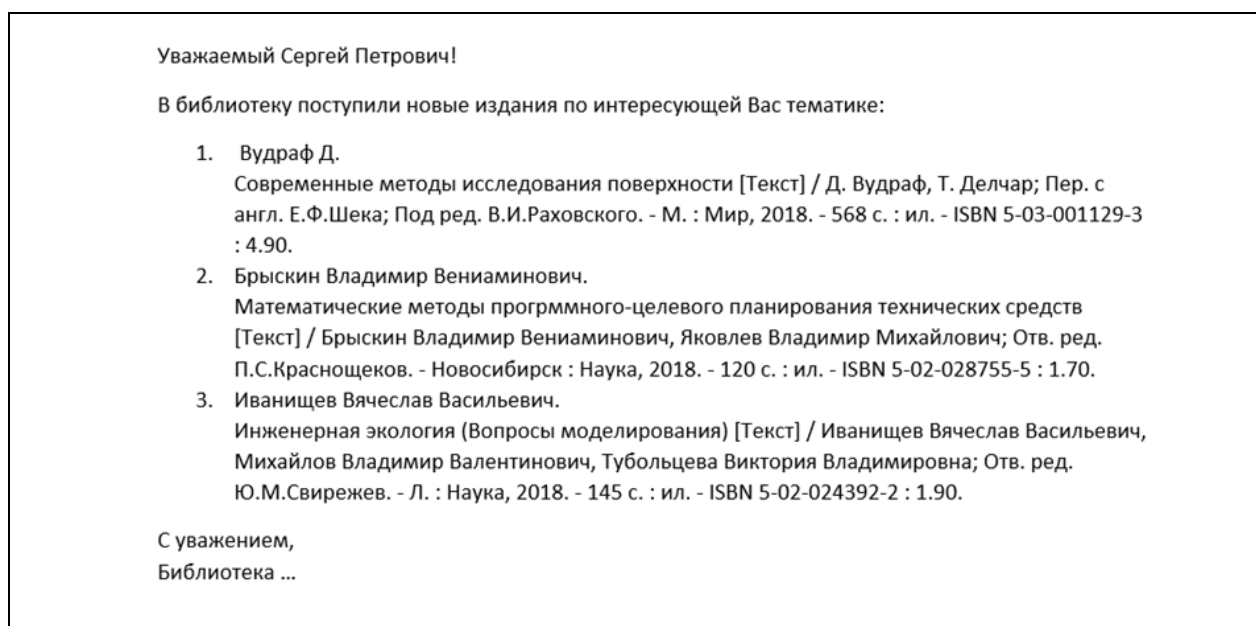 Уважаемый Сергей Петрович!
В библиотеку поступили новые издания по интересующей Вас тематике:
1. Вудраф Д.
Современные методы исследования поверхности [Текст] / Д. Вудраф, Т. Делчар; Пер. с
англ. Е.Ф.Шека; Под ред. В.И.Раховского. - М. : Мир, 2018. - 568 с. : ил. - ISBN 5-03-001129-3
: 4.90.
2. Брыскин Владимир Вениаминович.
Математические методы прогрммного-целевого планирования технических средств
[Текст] / Брыскин Владимир Вениаминович, Яковлев Владимир Михайлович; Отв. ред.
П.С.Краснощеков. - Новосибирск : Наука, 2018. - 120 с. : ил. - ISBN 5-02-028755-5 : 1.70.
3. Иванищев Вячеслав Васильевич.
Инженерная экология (Вопросы моделирования) [Текст] / Иванищев Вячеслав Васильевич,
Михайлов Владимир Валентинович, Тубольцева Виктория Владимировна; Отв. ред.
Ю.М.Свирежев. - Л. : Наука, 2018. - 145 с. : ил. - ISBN 5-02-024392-2 : 1.90.
С уважением,
Библиотека ...